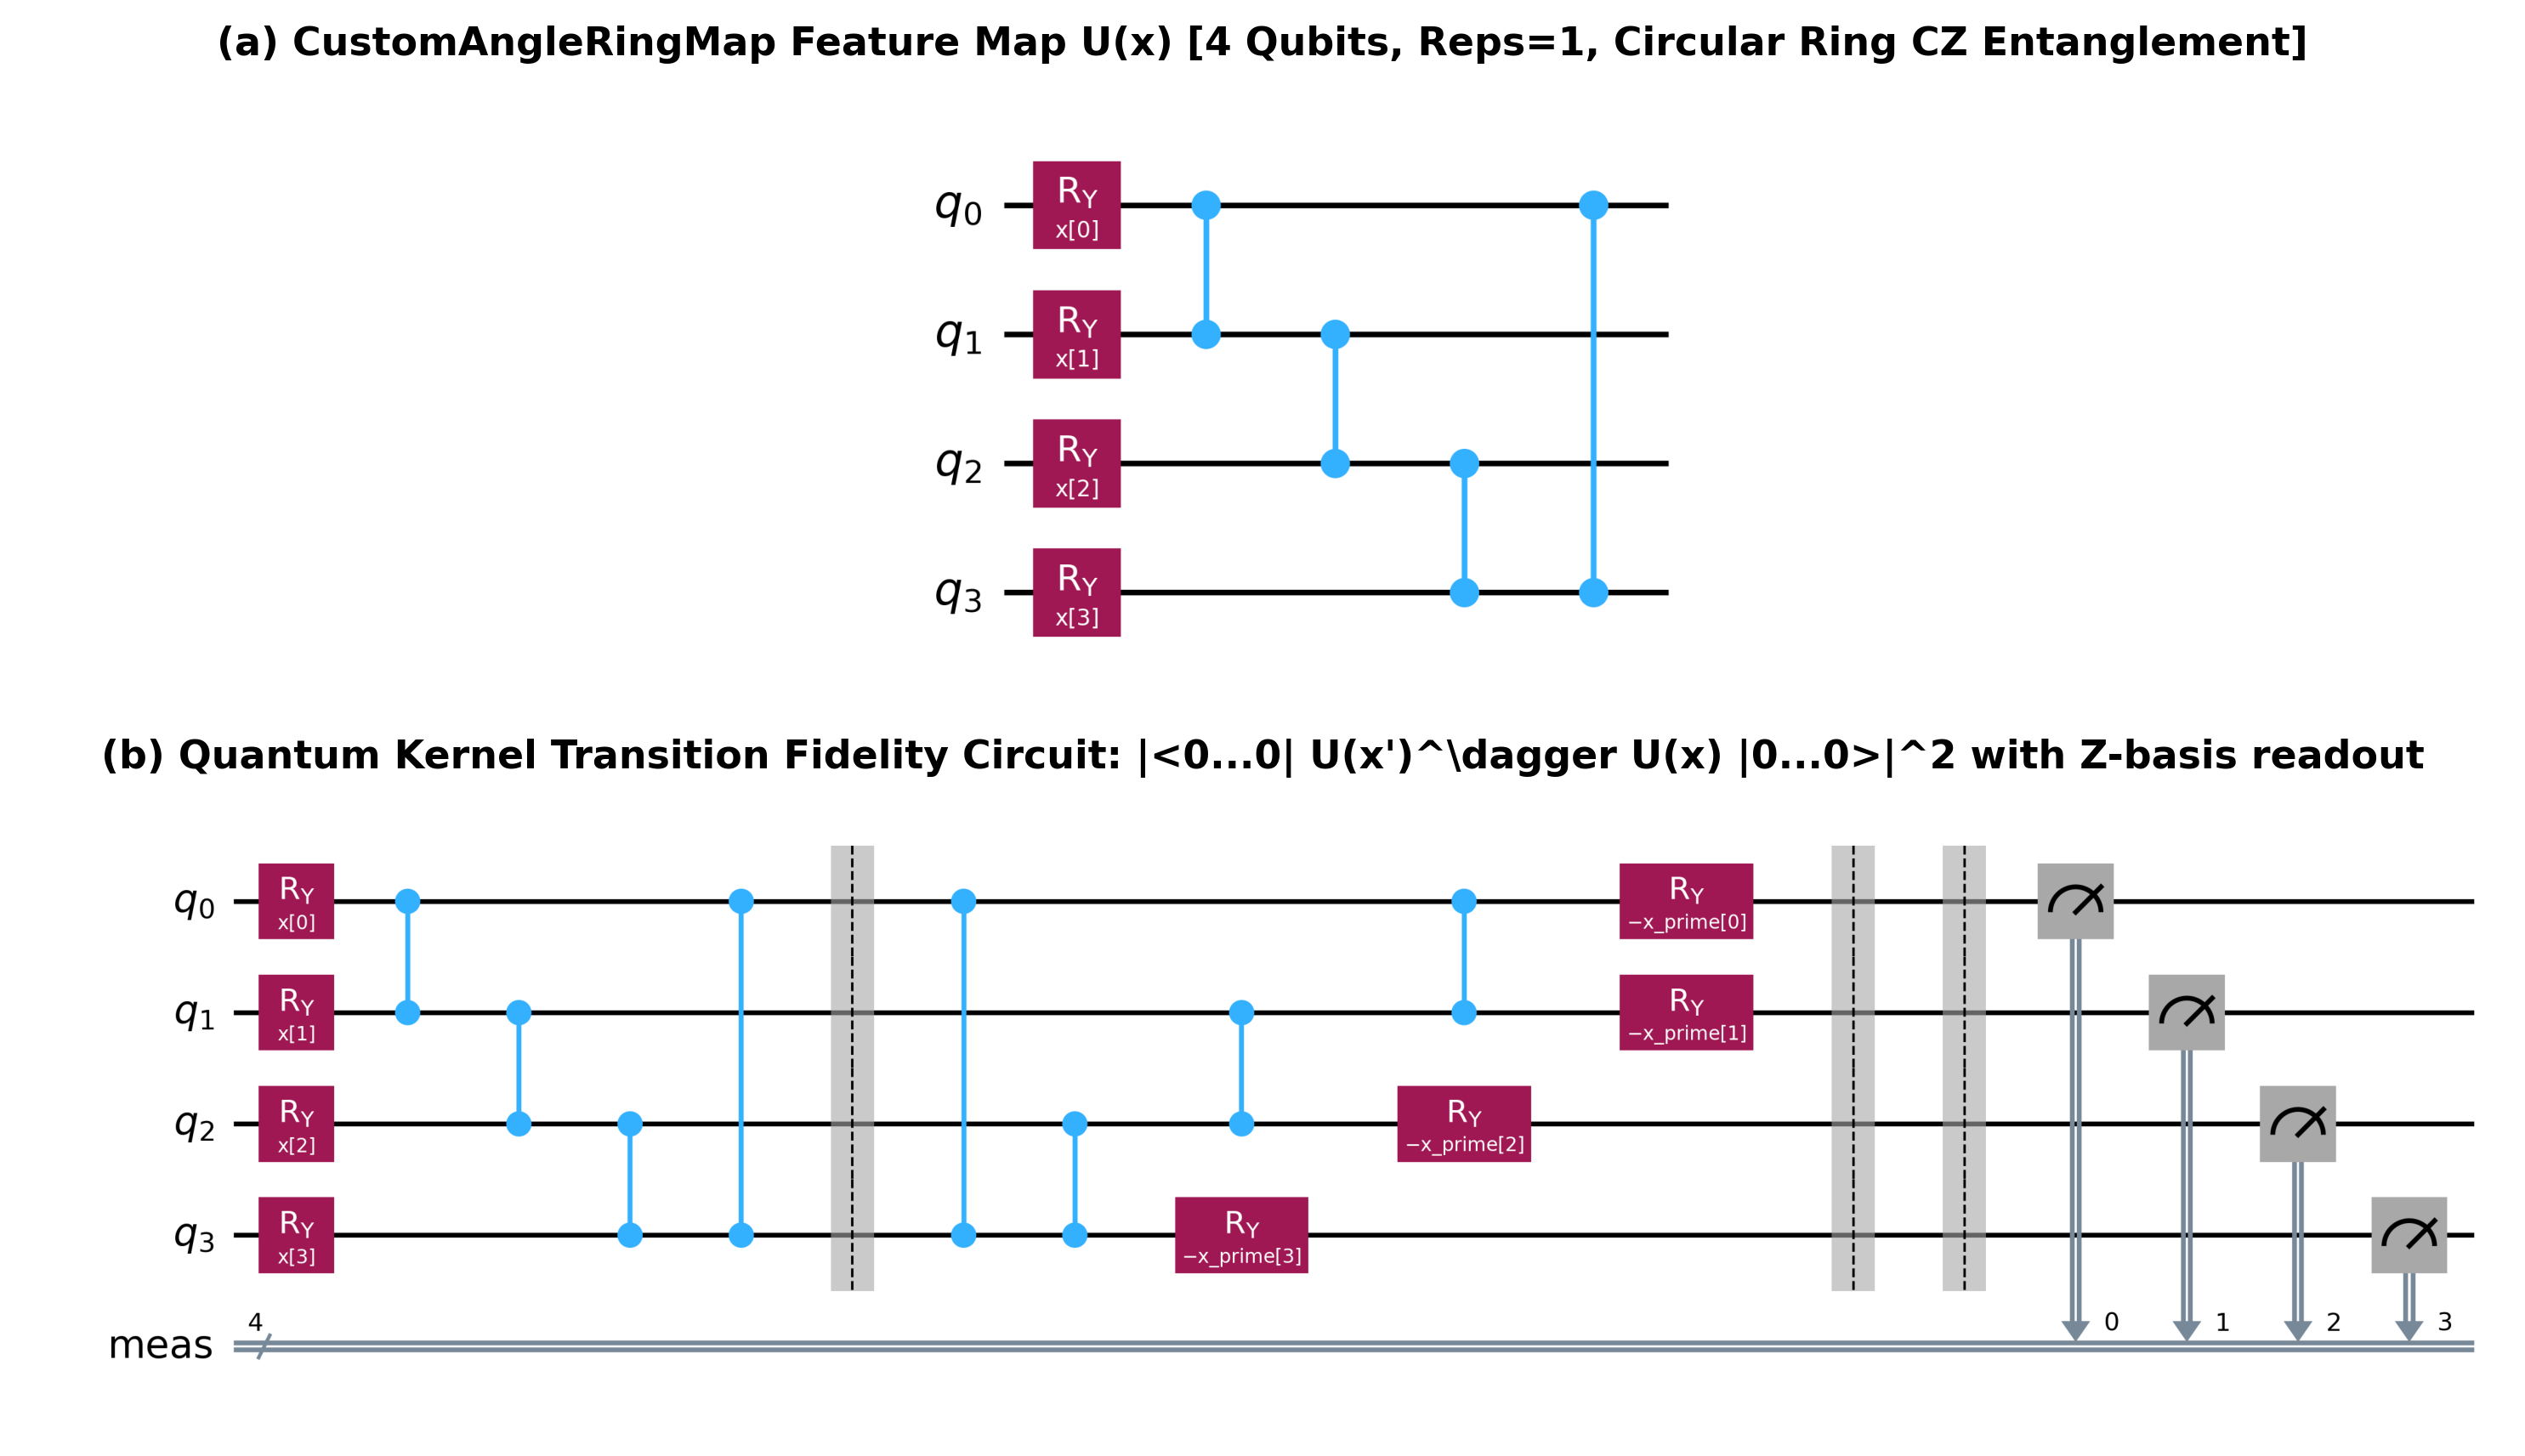 (a) CustomAngleRingMap Feature Map U(x) [4 Qubits, Reps=1, Circular Ring CZ Entanglement]
q0
RY
x[0]
q1
RY
x[1]
q2
RY
x[2]
q3
RY
x[3]
(b) Quantum Kernel Transition Fidelity Circuit: |<0...0| U(x')^\dagger U(x) |0...0>|^2 with Z-basis readout
q0
RY
x[0]
RY
−x_prime[0]
q1
RY
x[1]
RY
−x_prime[1]
q2
RY
x[2]
RY
−x_prime[2]
q3
RY
x[3]
RY
−x_prime[3]
meas
4
0
1
2
3